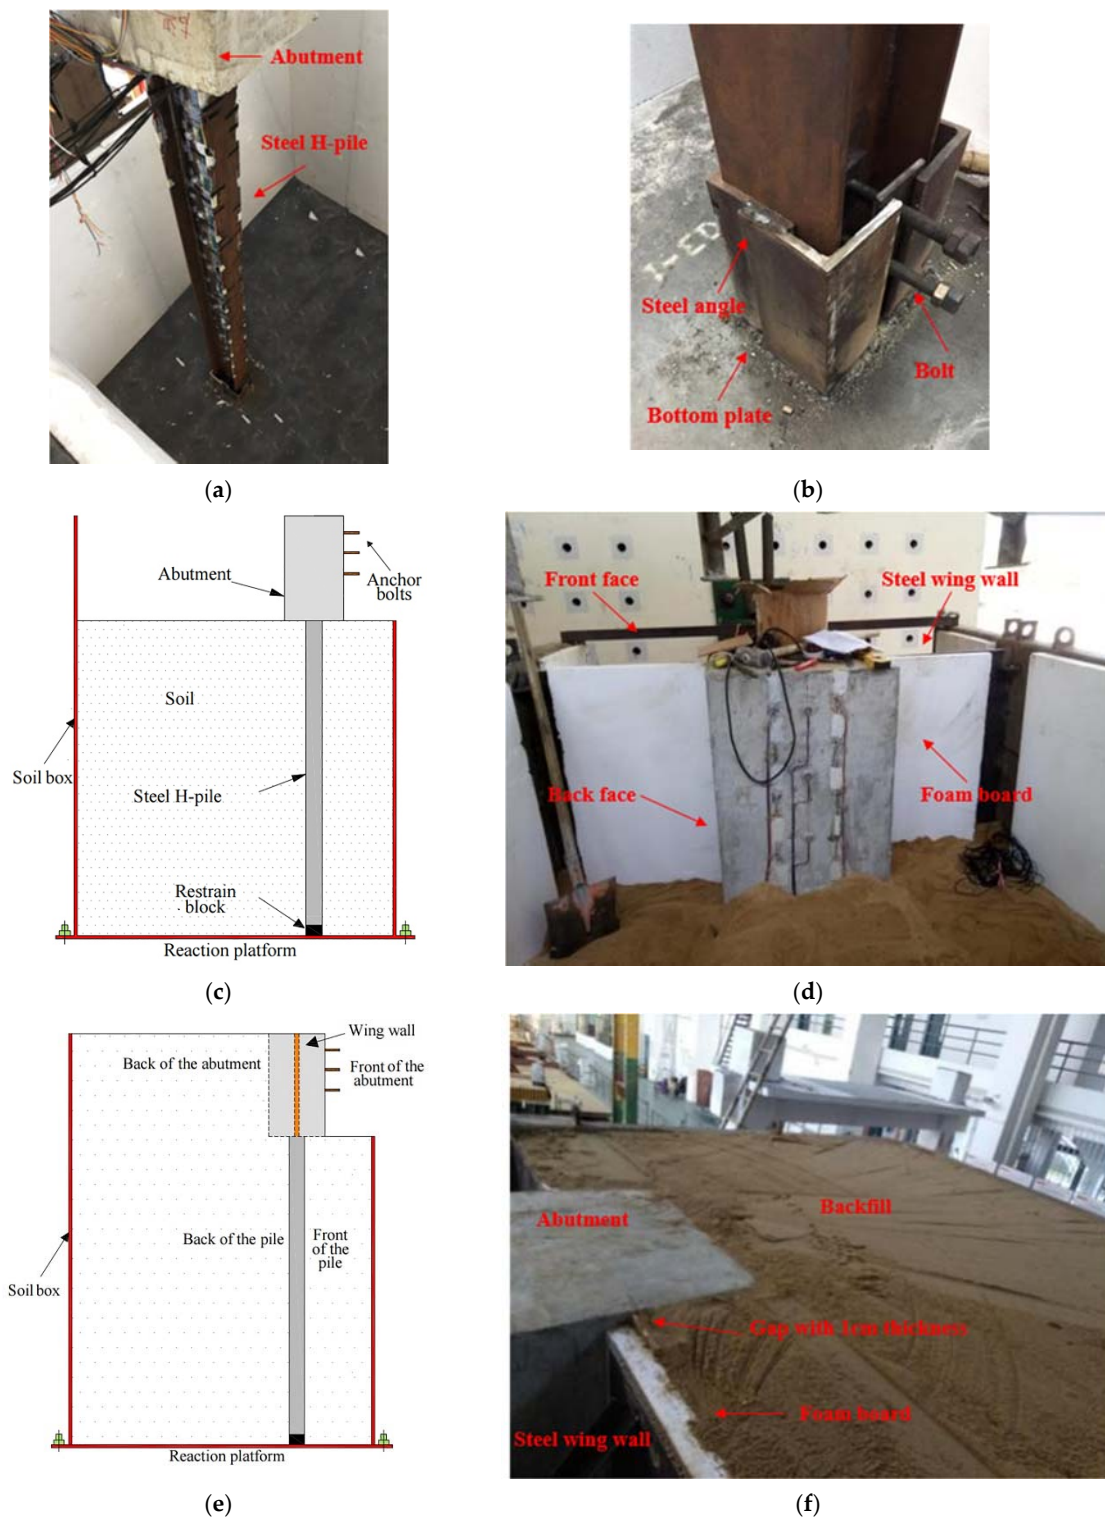 Abutment
Steel H-pile
Steel angle
Bolt
Bottom plate
(a)
(b)
Abutment
Anchor
bolts
Soil
Soil box
Steel H-pile
Restrain
block
Reaction platform
Front face
Steel wing wall
Back face
Foam board
(c)
(d)
Wing wall
Back of the abutment
Front of the
abutment
Back of the pile
Front
of the
pile
Soil box
Reaction platform
Abutment
Backfill
Gap with 1cm thickness
Foam board
Steel wing wall
(e)
(f)